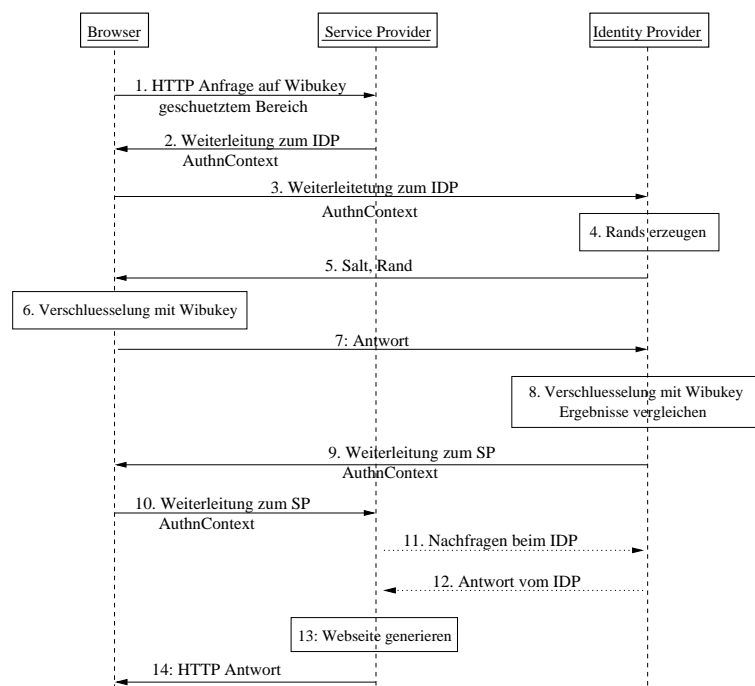 Browser
Service Provider
Identity Provider
1. HTTP Anfrage auf Wibukey
geschuetztem Bereich
2. Weiterleitung zum IDP
AuthnContext
3. Weiterleitetung zum IDP
AuthnContext
4. Rands erzeugen
5. Salt, Rand
6. Verschluesselung mit Wibukey
7: Antwort
8. Verschluesselung mit Wibukey
Ergebnisse vergleichen
9. Weiterleitung zum SP
AuthnContext
10. Weiterleitung zum SP
AuthnContext
11. Nachfragen beim IDP
12. Antwort vom IDP
13: Webseite generieren
14: HTTP Antwort